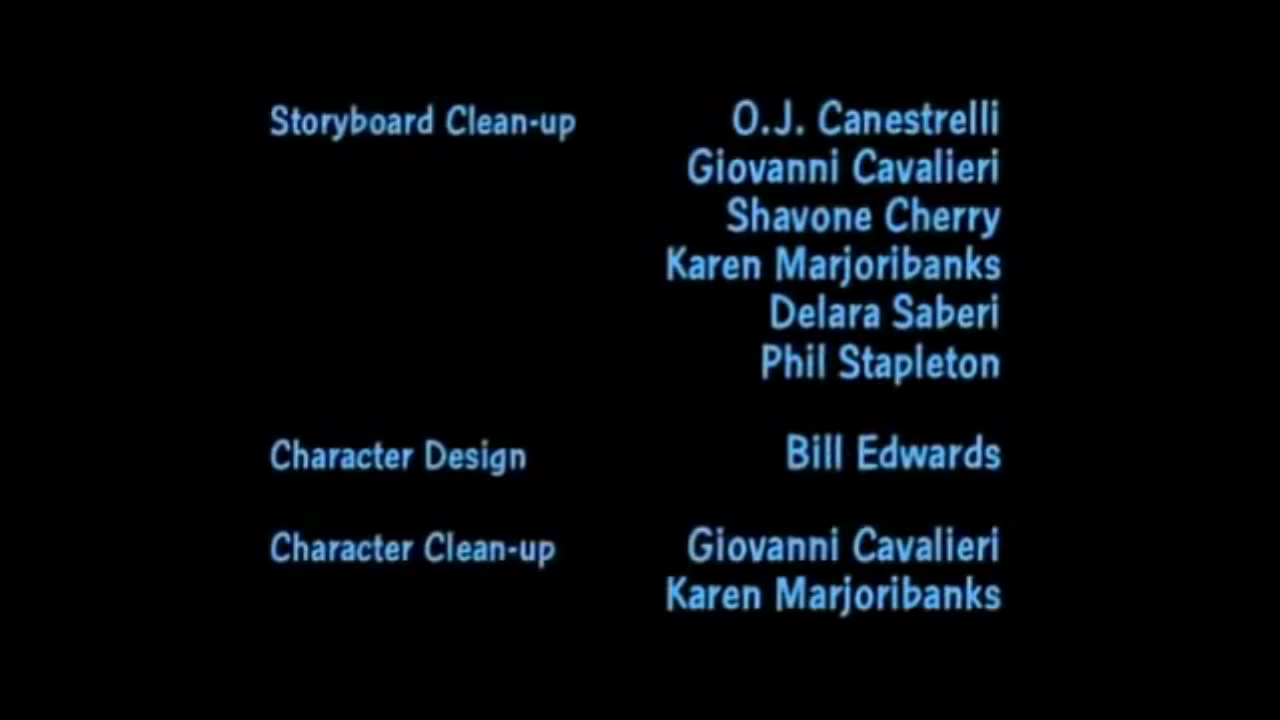 Storyboard Clean-up O.J. Canestrelli
Giovanni Cavalieri
Shavone Cherry
Karen Marjoribanks
Delara Saberi
Phil Stapleton
Character Design Bill Edwards
Character Clean-up Giovanni Cavalieri
Karen Marjoribanks